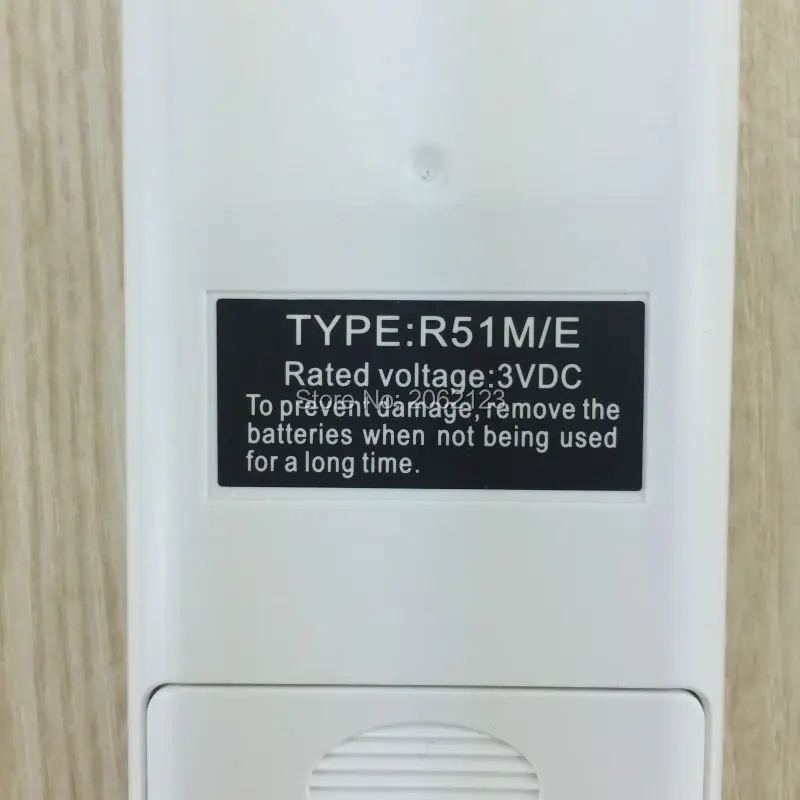 TYPE:R51M/E
Rated voltage:3VDC
Store No: 2062123
To prevent damage, remove the
batteries when not being used
for a long time.